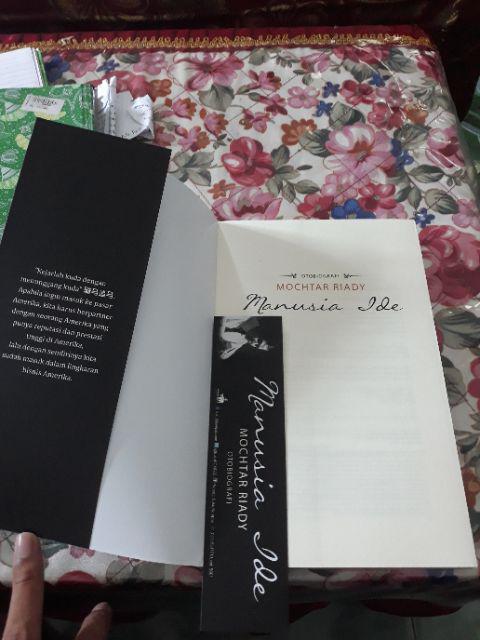 "Kejarlah kuda dengan
menunggang kuda"
Apabila ingin masuk ke pasar
Amerika, kita harus berpartner
dengan seorang Amerika yang
punya reputasi dan prestasi
tinggi di Amerika,
lalu dengan sendirinya kita
sudah masuk dalam lingkaran
bisnis Amerika.
OTOBIOGRAFI
MOCHTAR RIADY
Manusia Ide
Manusia Ide
MOCHTAR RIADY
OTOBIOGRAFI